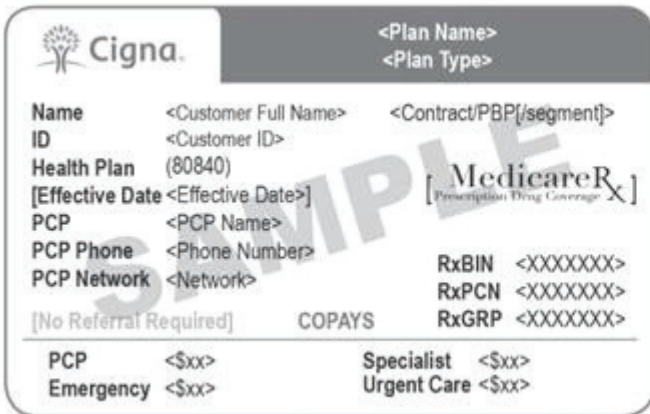 Cigna.
<Plan Name>
<Plan Type>
Name <Customer Full Name> <Contract/PBP[/segment]>
ID <Customer ID>
Health Plan (80840)
[Effective Date <Effective Date>]
[ MedicareRx ]
Prescription Drug Coverage
PCP <PCP Name>
PCP Phone <Phone Number>
PCP Network <Network>
RxBIN <XXXXXXX>
RxPCN <XXXXXXX>
RxGRP <XXXXXXX>
SAMPLE
[No Referral Required] COPAYS
PCP <$xx> Specialist <$xx>
Emergency <$xx> Urgent Care <$xx>